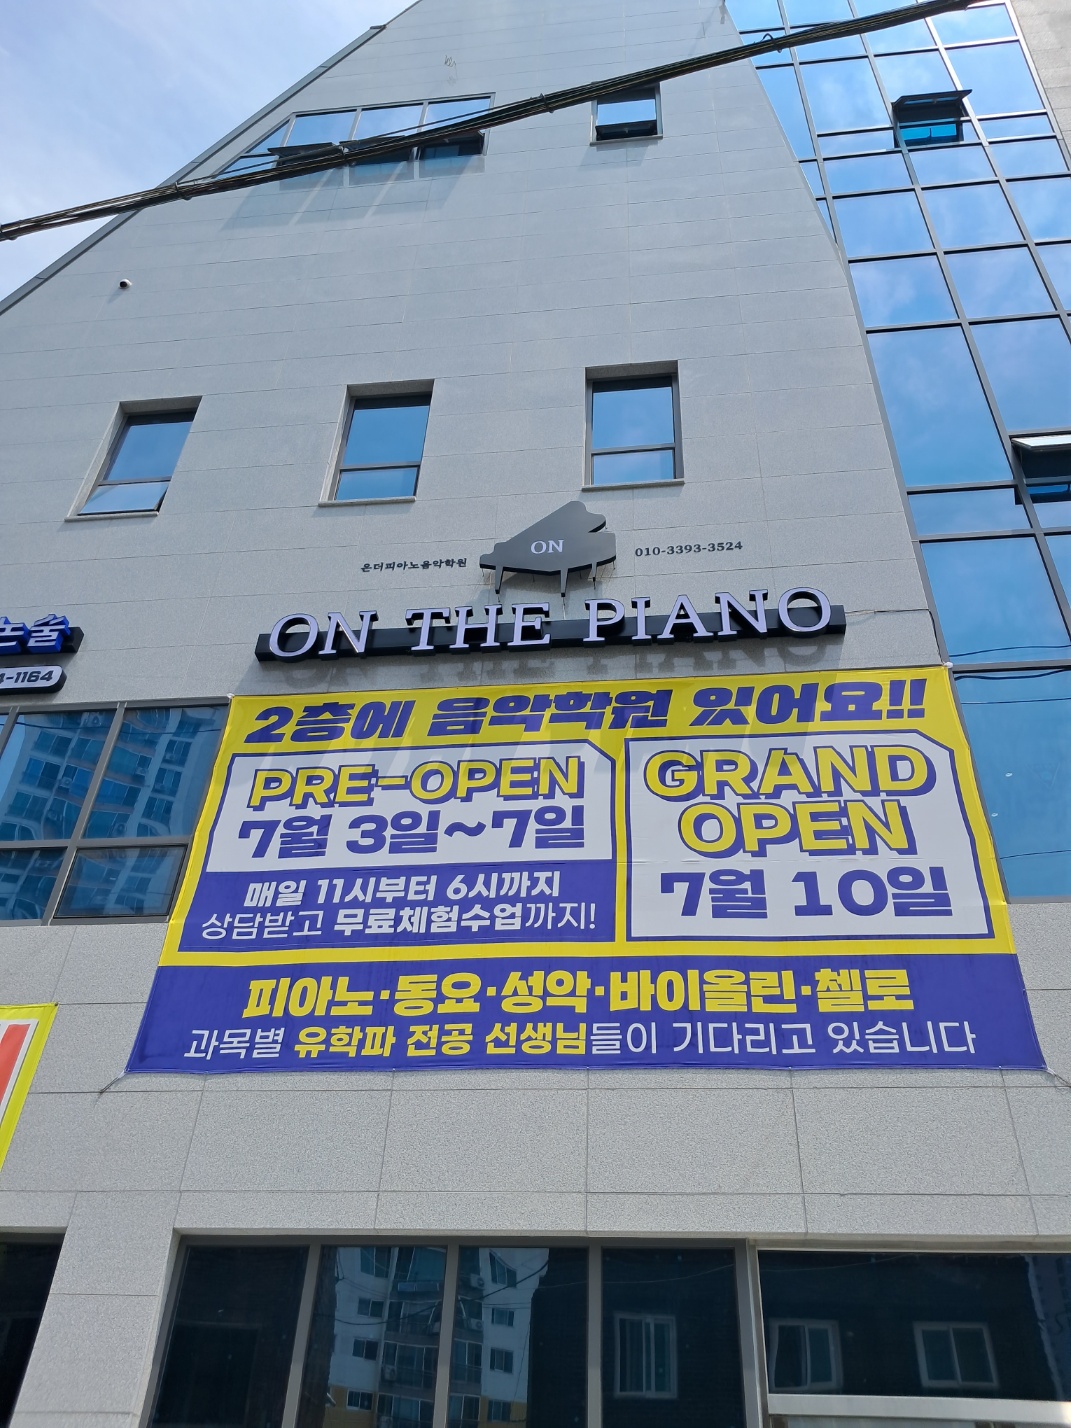 ON
온더피아노음악학원
010-3393-3524
ON THE PIANO
논술
4-1164
2층에 음악학원 있어요!!
PRE-OPEN
7월 3일~7일
매일 11시부터 6시까지
상담받고 무료체험수업까지!
GRAND
OPEN
7월 10일
피아노·동요·성악·바이올린·첼로
과목별 유학파 전공 선생님들이 기다리고 있습니다